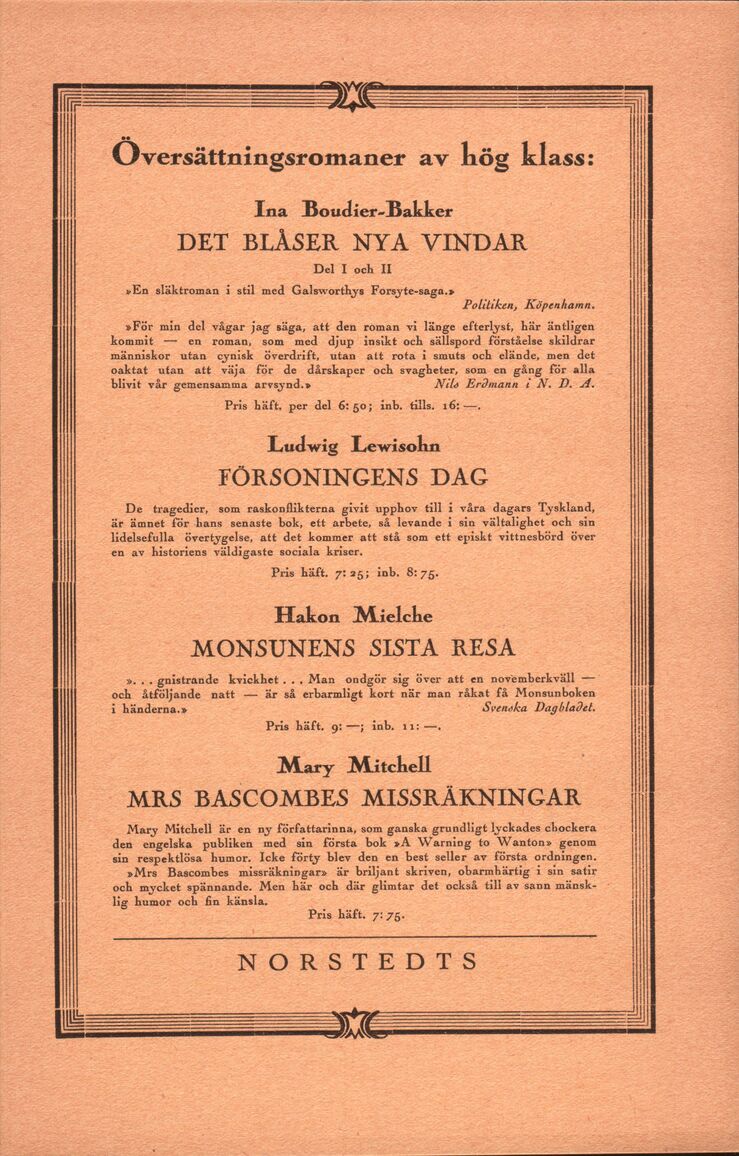 Översättningsromaner av hög klass:
Ina Boudier-Bakker
DET BLÅSER NYA VINDAR
Del I och II
»En släktroman i stil med Galsworthys Forsyte-saga.»
Politiken, Köpenhamn.
»För min del vågar jag säga, att den roman vi länge efterlyst, här äntligen
kommit — en roman, som med djup insikt och sällspord förståelse skildrar
människor utan cynisk överdrift, utan att rota i smuts och elände, men det
oaktat utan att väja för de dårskaper och svagheter, som en gång för alla
blivit vår gemensamma arvsynd.» Nils Erdmann i N. D. A.
Pris häft. per del 6: 50; inb. tills. 16: —.
Ludwig Lewisohn
FÖRSONINGENS DAG
De tragedier, som raskonflikterna givit upphov till i våra dagars Tyskland,
är ämnet för hans senaste bok, ett arbete, så levande i sin vältalighet och sin
lidelsefulla övertygelse, att det kommer att stå som ett episkt vittnesbörd över
en av historiens väldigaste sociala kriser.
Pris häft. 7: 25; inb. 8: 75.
Hakon Mielche
MONSUNENS SISTA RESA
». . . gnistrande kvickhet . . . Man ondgör sig över att en novemberkväll —
och åtföljande natt — är så erbarmligt kort när man råkat få Monsunboken
i händerna.» Svenska Dagbladet.
Pris häft. 9: —; inb. 11: —.
Mary Mitchell
MRS BASCOMBES MISSRÄKNINGAR
Mary Mitchell är en ny författarinna, som ganska grundligt lyckades chockera
den engelska publiken med sin första bok »A Warning to Wanton» genom
sin respektlösa humor. Icke förty blev den en best seller av första ordningen.
»Mrs Bascombes missräkningar» är briljant skriven, obarmhärtig i sin satir
och mycket spännande. Men här och där glimtar det också till av sann mänsk-
lig humor och fin känsla.
Pris häft. 7: 75.
NORSTEDTS